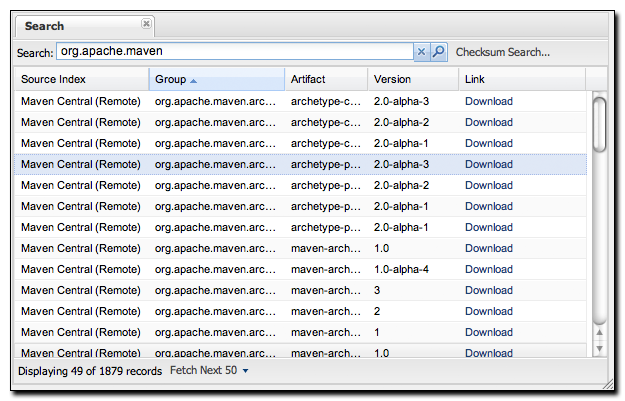 Search
Search: org.apache.maven Checksum Search...
Source Index Group Artifact Version Link
Maven Central (Remote) org.apache.maven.arc... archetype-c... 2.0-alpha-3 Download
Maven Central (Remote) org.apache.maven.arc... archetype-c... 2.0-alpha-2 Download
Maven Central (Remote) org.apache.maven.arc... archetype-c... 2.0-alpha-1 Download
Maven Central (Remote) org.apache.maven.arc... archetype-p... 2.0-alpha-3 Download
Maven Central (Remote) org.apache.maven.arc... archetype-p... 2.0-alpha-2 Download
Maven Central (Remote) org.apache.maven.arc... archetype-p... 2.0-alpha-1 Download
Maven Central (Remote) org.apache.maven.arc... archetype-p... 2.0-alpha-1 Download
Maven Central (Remote) org.apache.maven.arc... maven-arch... 1.0 Download
Maven Central (Remote) org.apache.maven.arc... maven-arch... 1.0-alpha-4 Download
Maven Central (Remote) org.apache.maven.arc... maven-arch... 3 Download
Maven Central (Remote) org.apache.maven.arc... maven-arch... 2 Download
Maven Central (Remote) org.apache.maven.arc... maven-arch... 1 Download
Maven Central (Remote) org.apache.maven.arc... maven-arch... 1.0 Download
Displaying 49 of 1879 records Fetch Next 50